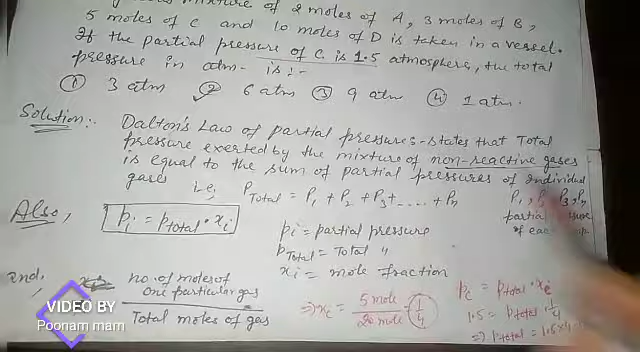 mixture of 2 moles of A, 3 moles of B,
5 moles of C and 10 moles of D is taken in a vessel.
If the partial pressure of C is 1.5 atmosphere, the total
pressure in atm. is :-
① 3 atm ② 6 atm ③ 9 atm ④ 1 atm.
Solution:- Dalton's Law of partial pressures - states that Total
pressure exerted by the mixture of non-reactive gases
is equal to the sum of partial pressures of individual
gases
i.e, P_Total = P₁ + P₂ + P₃ + ..... + Pₙ
Also, Pi = Ptotal . xi
Pi = partial pressure
PTotal = Total "
xi = mole fraction
and,
no. of moles of
one particular gas
Total moles of gas
⇒ xc = 5 mole / 20 mole = 1/4
Pc = Ptotal . xc
1.5 = Ptotal 1/4
⇒ Ptotal = 1.5×4
VIDEO BY
Poonam mam